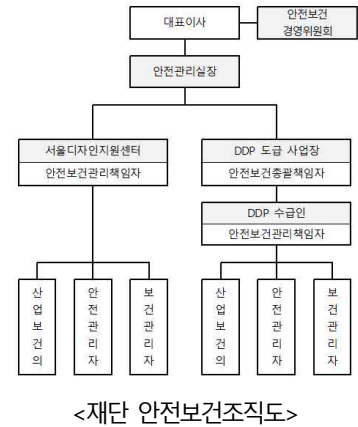 대표이사
안전보건
경영위원회
안전관리실장
서울디자인지원센터
안전보건관리책임자
DDP 도급 사업장
안전보건총괄책임자
DDP 수급인
안전보건관리책임자
산업보건의
안전관리자
보건관리자
산업보건의
안전관리자
보건관리자
<재단 안전보건조직도>